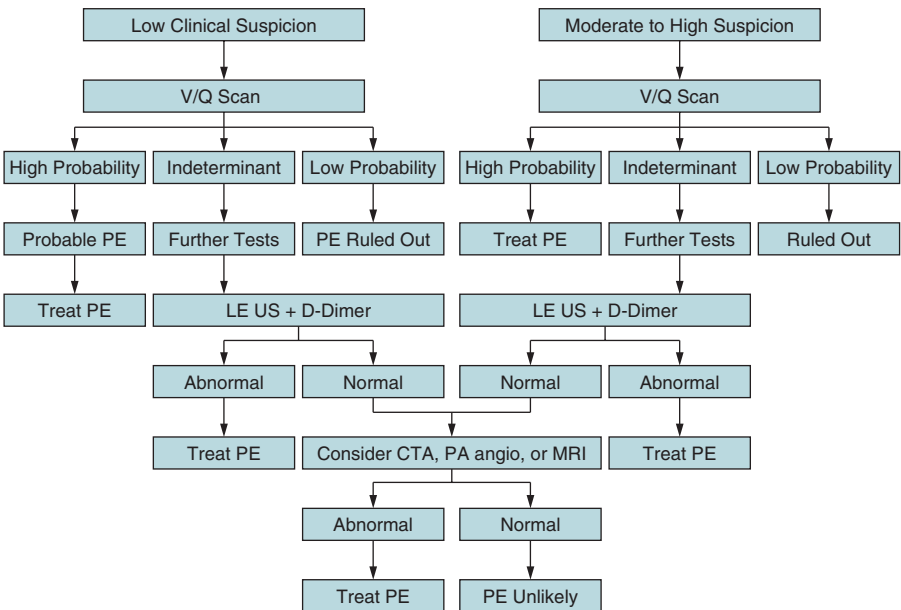 Low Clinical Suspicion
Moderate to High Suspicion
V/Q Scan
V/Q Scan
High Probability
Indeterminant
Low Probability
High Probability
Indeterminant
Low Probability
Probable PE
Further Tests
PE Ruled Out
Treat PE
Further Tests
Ruled Out
Treat PE
LE US + D-Dimer
LE US + D-Dimer
Abnormal
Normal
Normal
Abnormal
Treat PE
Consider CTA, PA angio, or MRI
Treat PE
Abnormal
Normal
Treat PE
PE Unlikely